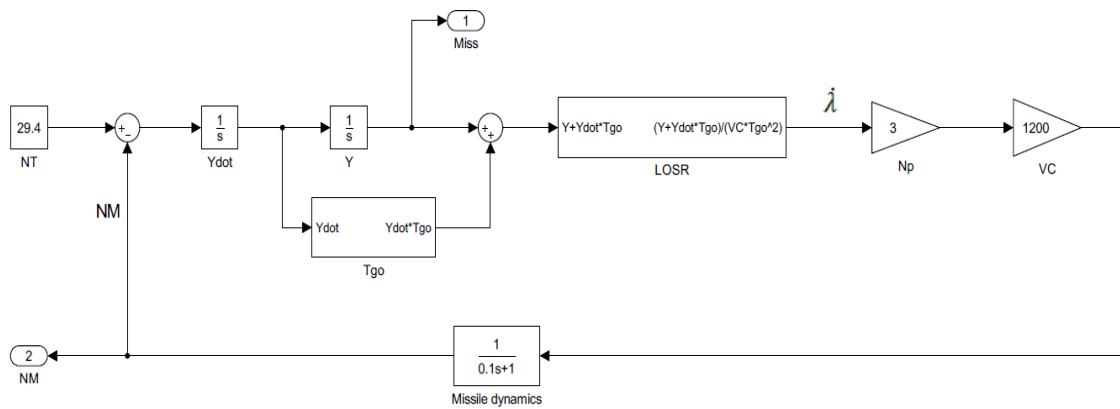 1
Miss
29.4
NT
+
−
1
s
Ydot
1
s
Y
+
+
Y+Ydot*Tgo (Y+Ydot*Tgo)/(VC*Tgo^2)
LOSR
λ̇
3
Np
1200
VC
NM
Ydot Ydot*Tgo
Tgo
2
NM
1
0.1s+1
Missile dynamics